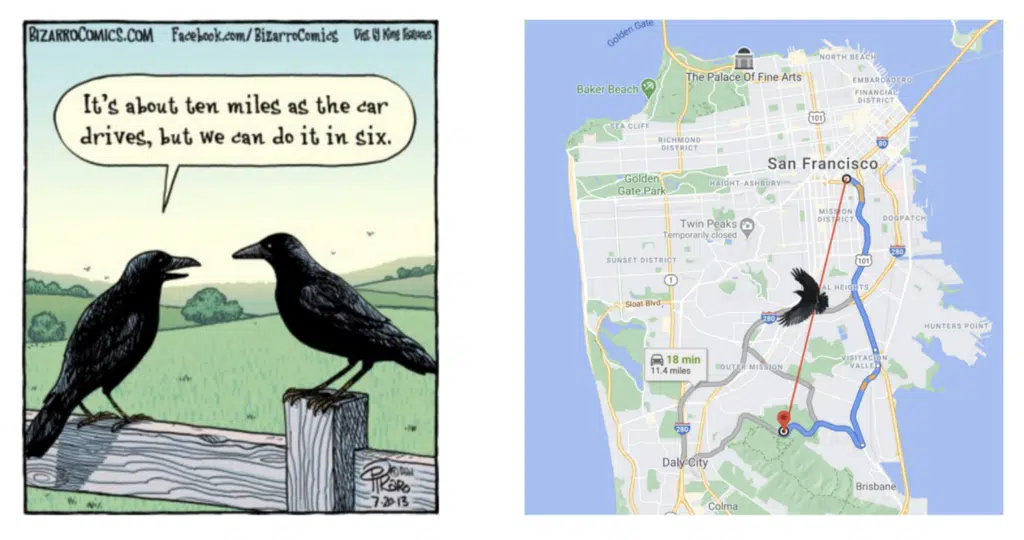 BIZARROCOMICS.COM Facebook.com/BizarroComics Dist. by King Features
It's about ten miles as the car
drives, but we can do it in six.
PIRARO
7-20-13
Golden Gate
The Palace Of Fine Arts
NORTH BEACH
Baker Beach
EMBARCADERO
FINANCIAL
DISTRICT
SEA CLIFF
101
80
RICHMOND
DISTRICT
San Francisco
Golden
Gate Park
HAIGHT-ASHBURY
MISSION
DISTRICT
DOGPATCH
Twin Peaks
Temporarily closed
SUNSET DISTRICT
101
280
1
AL HEIGHTS
Sloat Blvd
280
HUNTERS POINT
18 min
11.4 miles
OUTER MISSION
VISITACION
VALLEY
280
Daly City
Brisbane
Colma